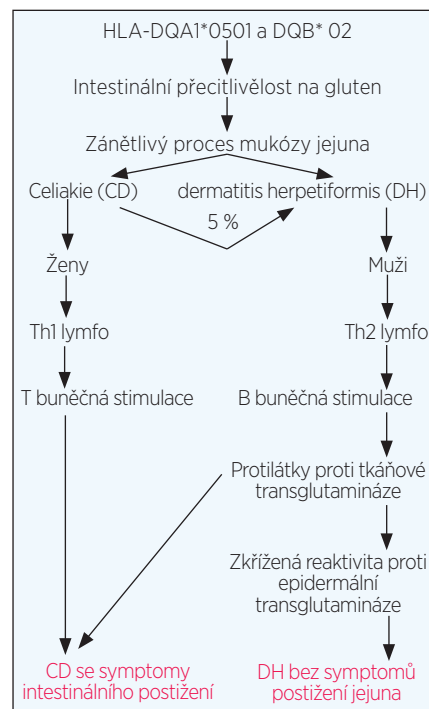 HLA-DQA1*0501 a DQB* 02
Intestinální přecitlivělost na gluten
Zánětlivý proces mukózy jejuna
Celiakie (CD)
dermatitis herpetiformis (DH)
5 %
Ženy
Muži
Th1 lymfo
Th2 lymfo
T buněčná stimulace
B buněčná stimulace
Protilátky proti tkáňové
transglutamináze
Zkřížená reaktivita proti
epidermální
transglutamináze
CD se symptomy
intestinálního postižení
DH bez symptomů
postižení jejuna